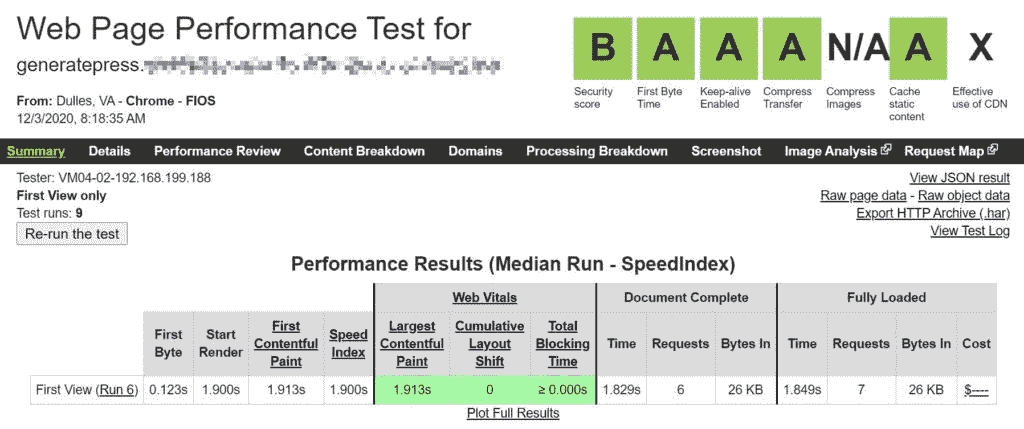 Web Page Performance Test for
generatepress.
From: Dulles, VA - Chrome - FIOS
12/3/2020, 8:18:35 AM
B A A A N/A A X
Security score First Byte Time Keep-alive Enabled Compress Transfer Compress Images Cache static content Effective use of CDN
Summary Details Performance Review Content Breakdown Domains Processing Breakdown Screenshot Image Analysis Request Map
Tester: VM04-02-192.168.199.188
First View only
Test runs: 9
Re-run the test
View JSON result
Raw page data - Raw object data
Export HTTP Archive (.har)
View Test Log
Performance Results (Median Run - SpeedIndex)
Web Vitals Document Complete Fully Loaded
First Byte Start Render First Contentful Paint Speed Index Largest Contentful Paint Cumulative Layout Shift Total Blocking Time Time Requests Bytes In Time Requests Bytes In Cost
First View (Run 6) 0.123s 1.900s 1.913s 1.900s 1.913s 0 ≥ 0.000s 1.829s 6 26 KB 1.849s 7 26 KB $----
Plot Full Results